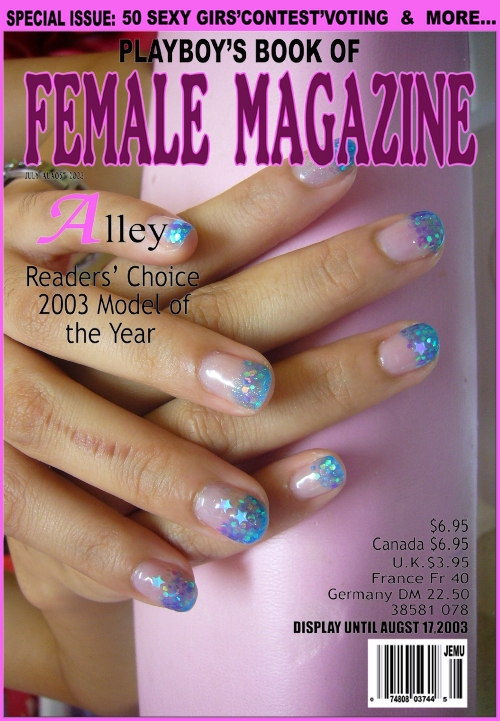 SPECIAL ISSUE: 50 SEXY GIRS'CONTEST'VOTING & MORE...
PLAYBOY'S BOOK OF
FEMALE MAGAZINE
JULY/AUGUST 2003
Alley
Readers' Choice
2003 Model of
the Year
$6.95
Canada $6.95
U.K.$3.95
France Fr 40
Germany DM 22.50
38581 078
DISPLAY UNTIL AUGST 17,2003
JEMU
0 74808 03744 5